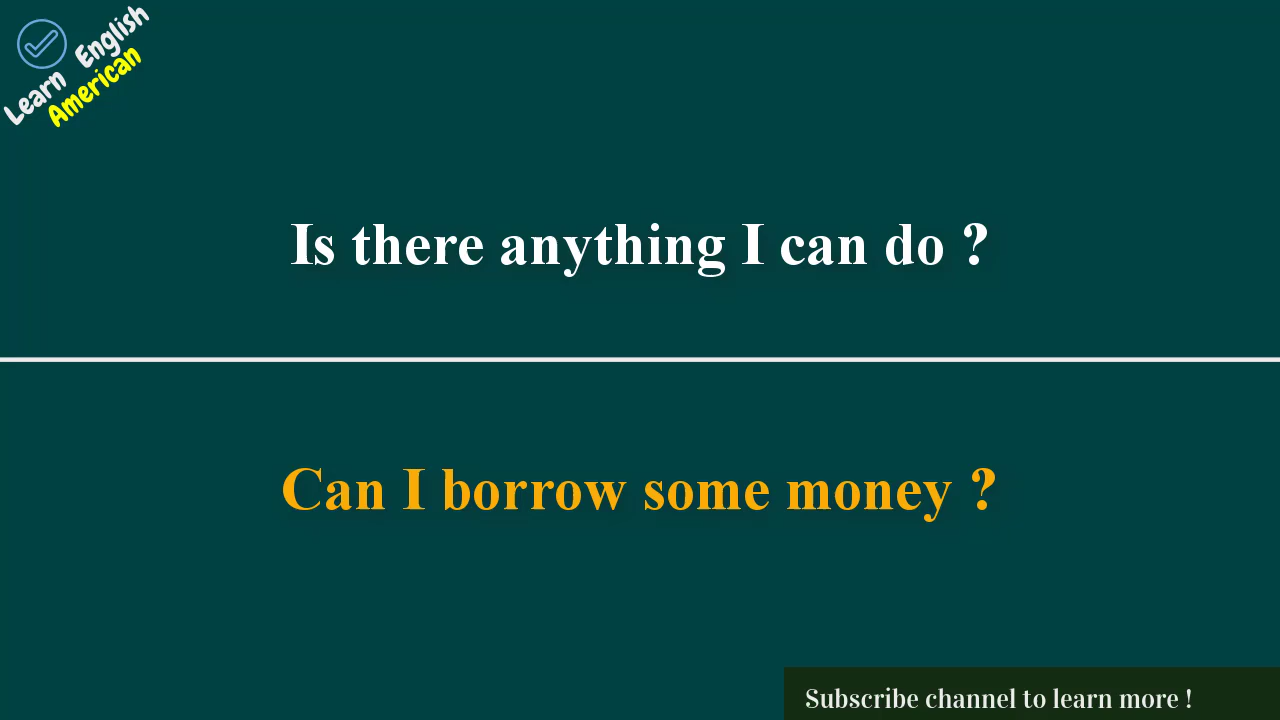 Learn English
American
Is there anything I can do ?
Can I borrow some money ?
Subscribe channel to learn more !